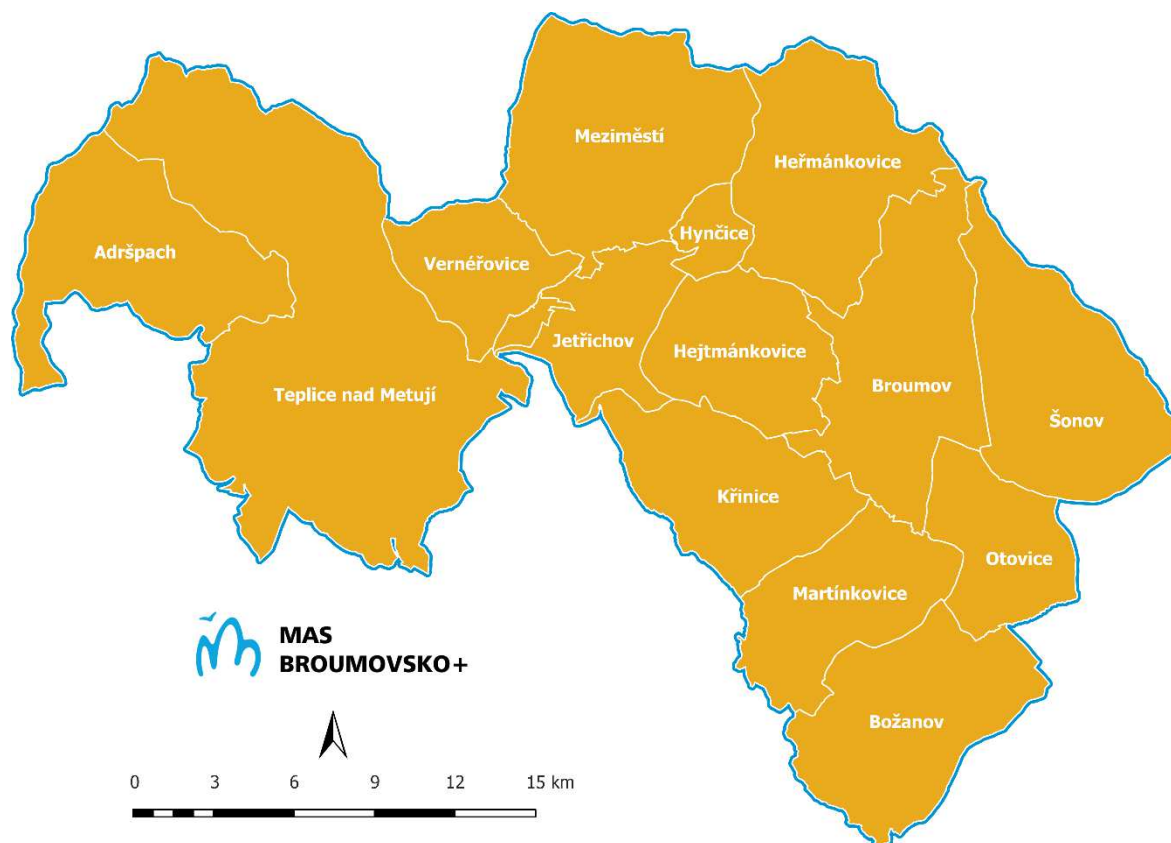 Meziměstí
Heřmánkovice
Hynčice
Adršpach
Vernéřovice
Jetřichov
Hejtmánkovice
Broumov
Teplice nad Metují
Šonov
Křinice
Otovice
Martínkovice
Božanov
MAS
BROUMOVSKO+
0 3 6 9 12 15 km